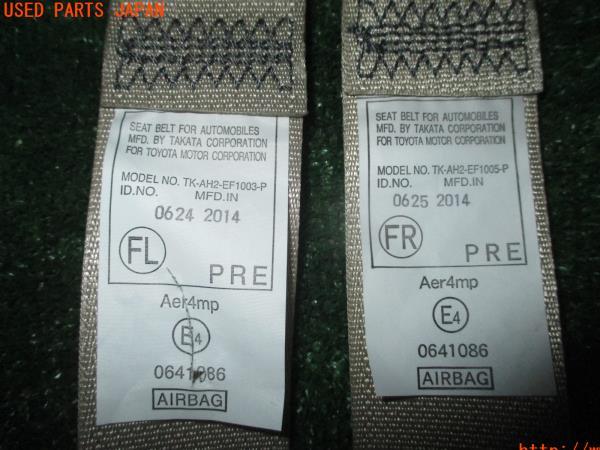 USED PARTS JAPAN
SEAT BELT FOR AUTOMOBILES
MFD. BY TAKATA CORPORATION
FOR TOYOTA MOTOR CORPORATION
MODEL NO. TK-AH2-EF1003-P
ID.NO. MFD.IN
0624 2014
FL
PRE
Aer4mp
E4
0641086
AIRBAG
SEAT BELT FOR AUTOMOBILES
MFD. BY TAKATA CORPORATION
FOR TOYOTA MOTOR CORPORATION
MODEL NO. TK-AH2-EF1005-P
ID.NO. MFD.IN
0625 2014
FR
PRE
Aer4mp
E4
0641086
AIRBAG